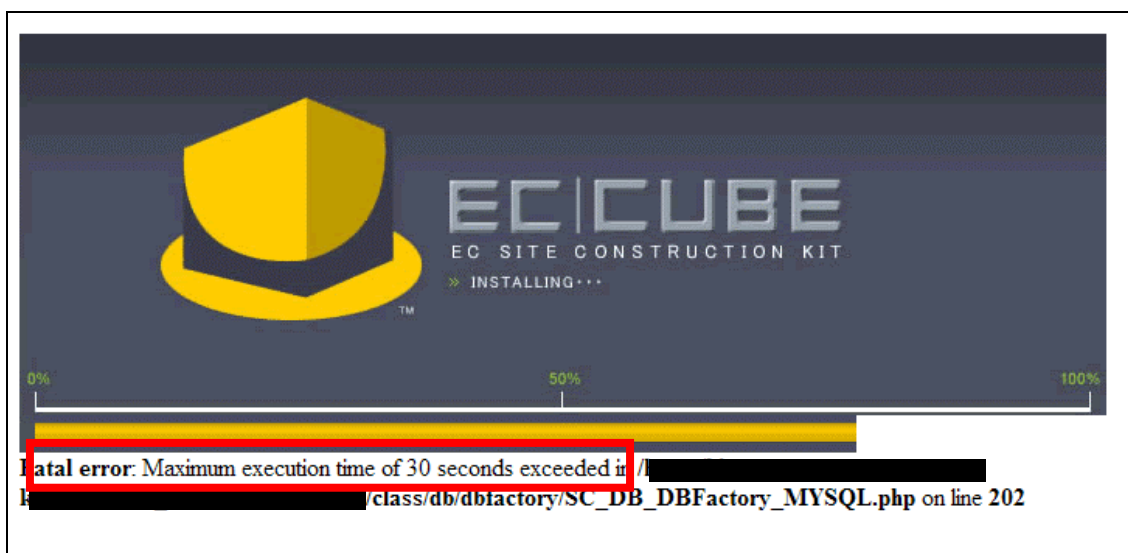 EC|CUBE
EC SITE CONSTRUCTION KIT
» INSTALLING･･･
TM
0% 50% 100%
Fatal error: Maximum execution time of 30 seconds exceeded in /
/class/db/dbfactory/SC_DB_DBFactory_MYSQL.php on line 202